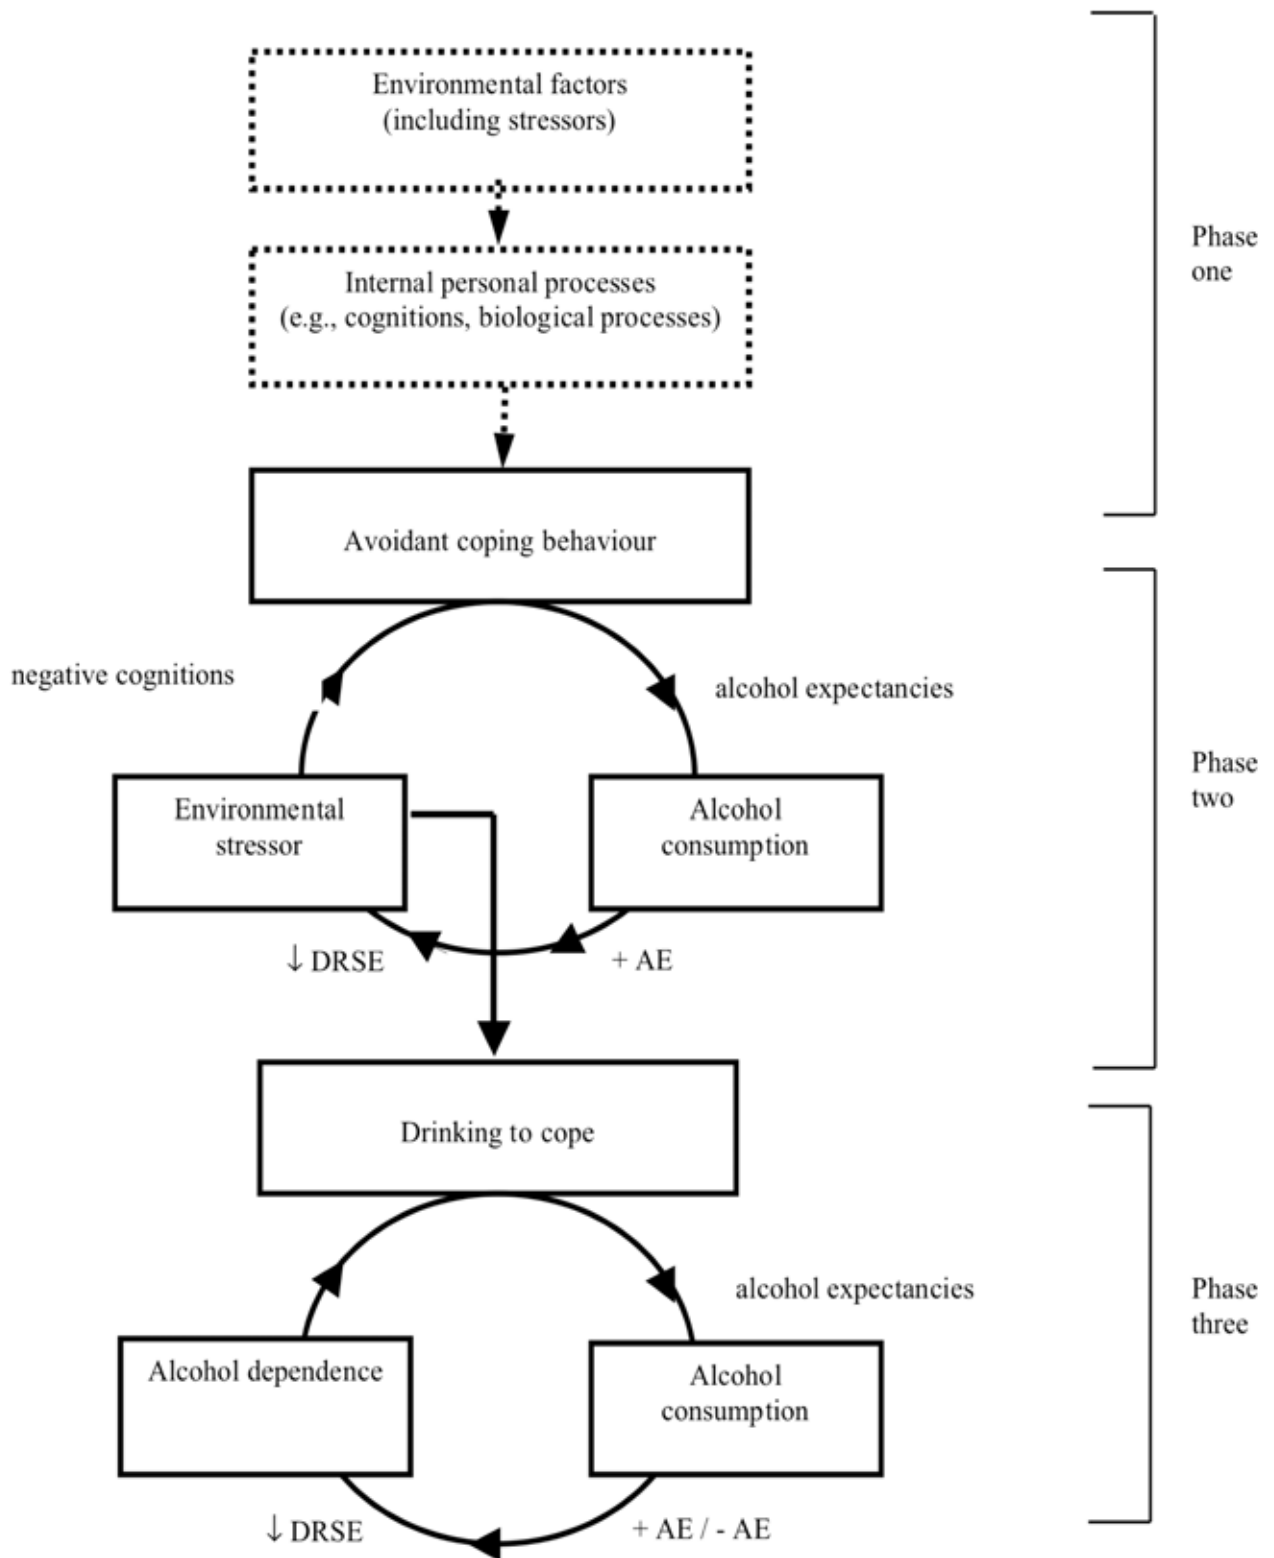 Environmental factors
(including stressors)
Internal personal processes
(e.g., cognitions, biological processes)
Phase
one
Avoidant coping behaviour
negative cognitions
alcohol expectancies
Environmental
stressor
Alcohol
consumption
Phase
two
↓ DRSE
+ AE
Drinking to cope
alcohol expectancies
Phase
three
Alcohol dependence
Alcohol
consumption
↓ DRSE
+ AE / - AE